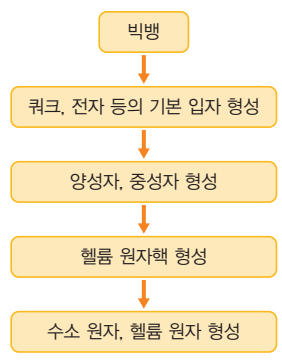 빅뱅
쿼크, 전자 등의 기본 입자 형성
양성자, 중성자 형성
헬륨 원자핵 형성
수소 원자, 헬륨 원자 형성